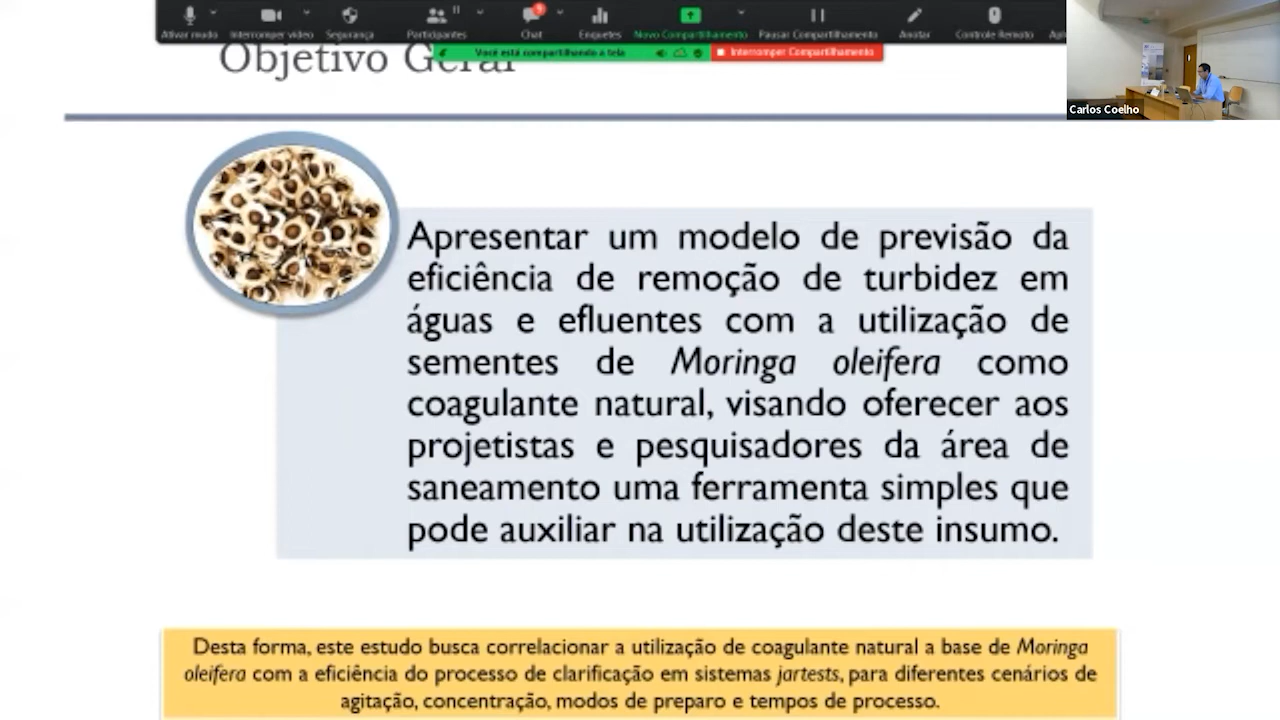 Ativar mudo
Interromper vídeo
Segurança
Participantes
11
Chat
9
Enquetes
Novo Compartilhamento
Pausar Compartilhamento
Anotar
Controle Remoto
Você está compartilhando a tela
Interromper Compartilhamento
Carlos Coelho
Objetivo Geral
Apresentar um modelo de previsão da
eficiência de remoção de turbidez em
águas e efluentes com a utilização de
sementes de Moringa oleifera como
coagulante natural, visando oferecer aos
projetistas e pesquisadores da área de
saneamento uma ferramenta simples que
pode auxiliar na utilização deste insumo.
Desta forma, este estudo busca correlacionar a utilização de coagulante natural a base de Moringa
oleifera com a eficiência do processo de clarificação em sistemas jartests, para diferentes cenários de
agitação, concentração, modos de preparo e tempos de processo.